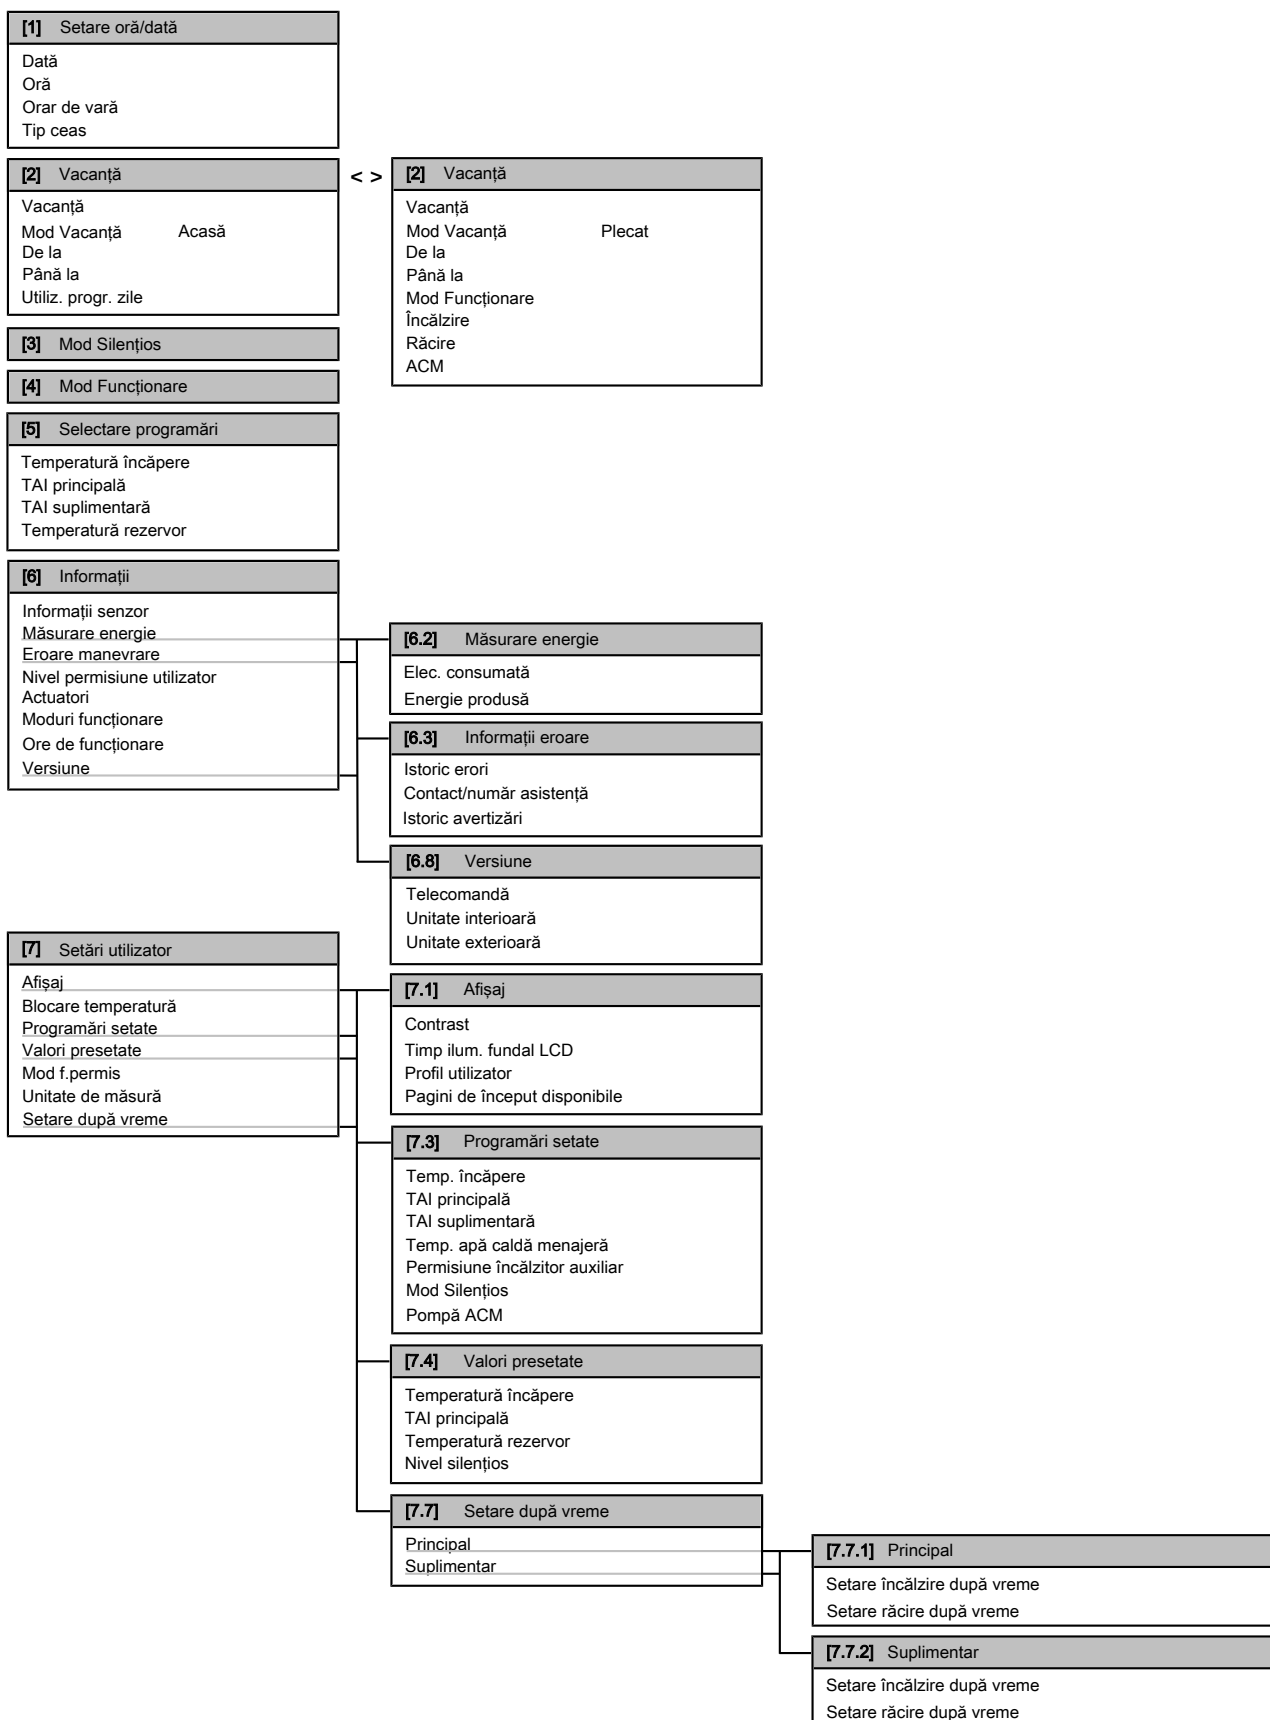 [1] Setare oră/dată
Dată
Oră
Orar de vară
Tip ceas
[2] Vacanță
Vacanță
Mod Vacanță Acasă
De la
Până la
Utiliz. progr. zile
< >
[2] Vacanță
Vacanță
Mod Vacanță Plecat
De la
Până la
Mod Funcționare
Încălzire
Răcire
ACM
[3] Mod Silențios
[4] Mod Funcționare
[5] Selectare programări
Temperatură încăpere
TAI principală
TAI suplimentară
Temperatură rezervor
[6] Informații
Informații senzor
Măsurare energie
Eroare manevrare
Nivel permisiune utilizator
Actuatori
Moduri funcționare
Ore de funcționare
Versiune
[6.2] Măsurare energie
Elec. consumată
Energie produsă
[6.3] Informații eroare
Istoric erori
Contact/număr asistență
Istoric avertizări
[6.8] Versiune
Telecomandă
Unitate interioară
Unitate exterioară
[7] Setări utilizator
Afișaj
Blocare temperatură
Programări setate
Valori presetate
Mod f.permis
Unitate de măsură
Setare după vreme
[7.1] Afișaj
Contrast
Timp ilum. fundal LCD
Profil utilizator
Pagini de început disponibile
[7.3] Programări setate
Temp. încăpere
TAI principală
TAI suplimentară
Temp. apă caldă menajeră
Permisiune încălzitor auxiliar
Mod Silențios
Pompă ACM
[7.4] Valori presetate
Temperatură încăpere
TAI principală
Temperatură rezervor
Nivel silențios
[7.7] Setare după vreme
Principal
Suplimentar
[7.7.1] Principal
Setare încălzire după vreme
Setare răcire după vreme
[7.7.2] Suplimentar
Setare încălzire după vreme
Setare răcire după vreme